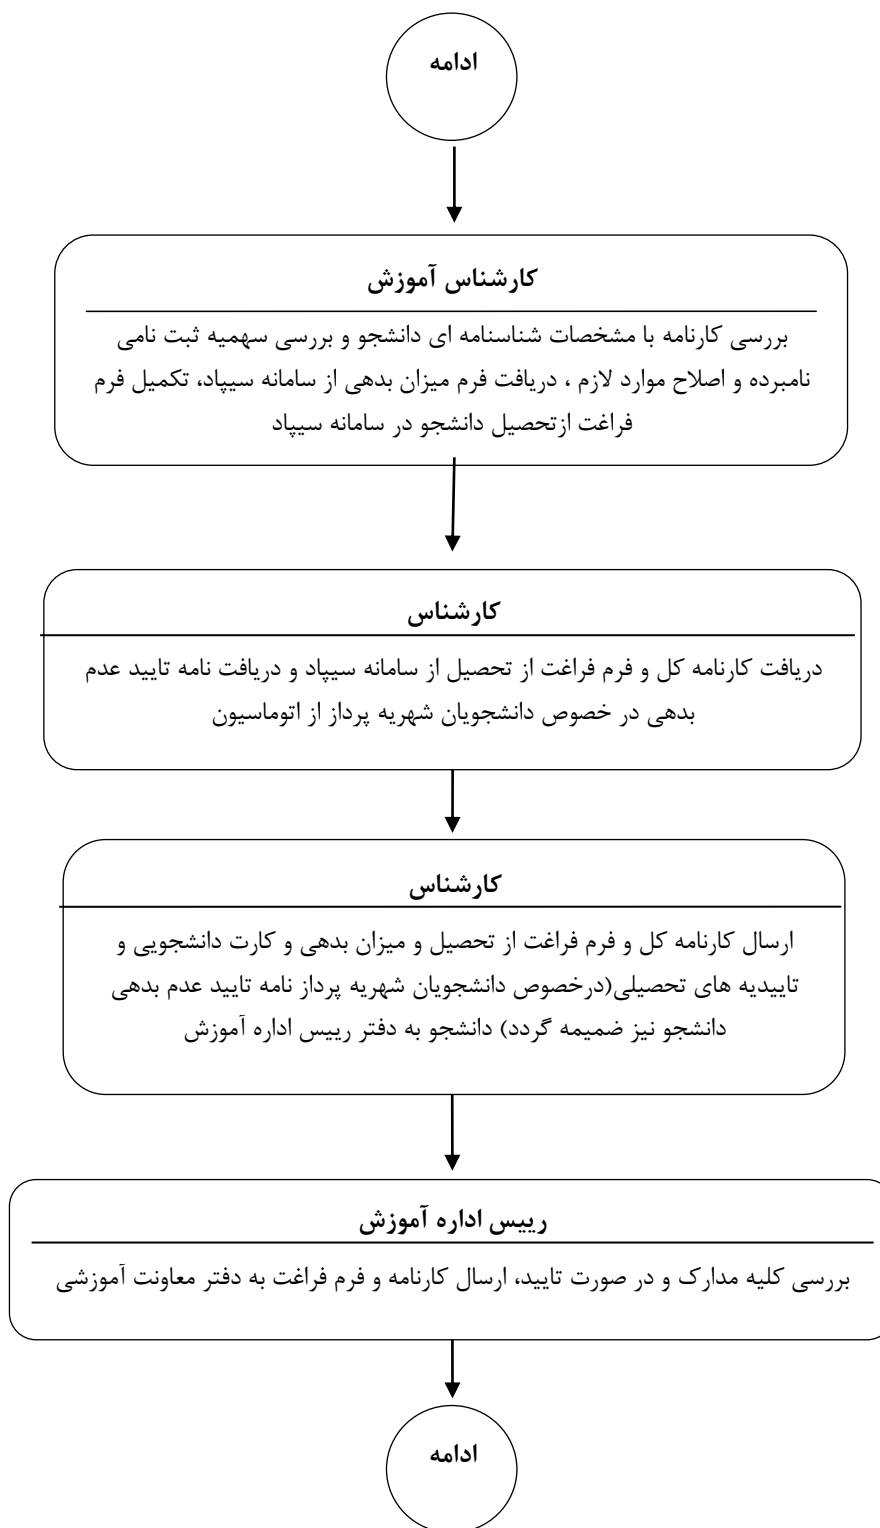 ادامه
کارشناس آموزش
بررسی کارنامه با مشخصات شناسنامه ای دانشجو و بررسی سهمیه ثبت نامی
نامبرده و اصلاح موارد لازم ، دریافت فرم میزان بدهی از سامانه سیپاد، تکمیل فرم
فراغت ازتحصیل دانشجو در سامانه سیپاد
کارشناس
دریافت کارنامه کل و فرم فراغت از تحصیل از سامانه سیپاد و دریافت نامه تایید عدم
بدهی در خصوص دانشجویان شهریه پرداز از اتوماسیون
کارشناس
ارسال کارنامه کل و فرم فراغت از تحصیل و میزان بدهی و کارت دانشجویی و
تاییدیه های تحصیلی(درخصوص دانشجویان شهریه پرداز نامه تایید عدم بدهی
دانشجو نیز ضمیمه گردد) دانشجو به دفتر رییس اداره آموزش
رییس اداره آموزش
بررسی کلیه مدارک و در صورت تایید، ارسال کارنامه و فرم فراغت به دفتر معاونت آموزشی
ادامه